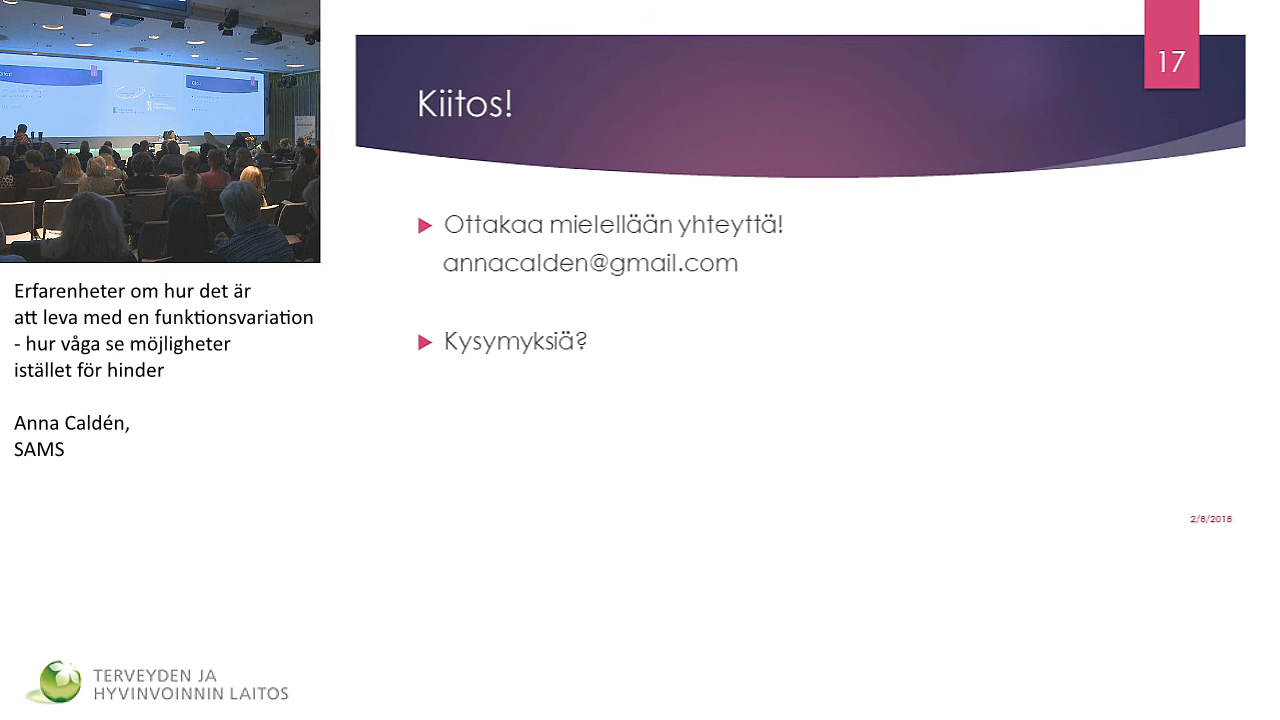 Erfarenheter om hur det är
att leva med en funktionsvariation
- hur våga se möjligheter
istället för hinder
Anna Caldén,
SAMS
TERVEYDEN JA
HYVINVOINNIN LAITOS
17
Kiitos!
Ottakaa mielellään yhteyttä!
annacalden@gmail.com
Kysymyksiä?
2/8/2018